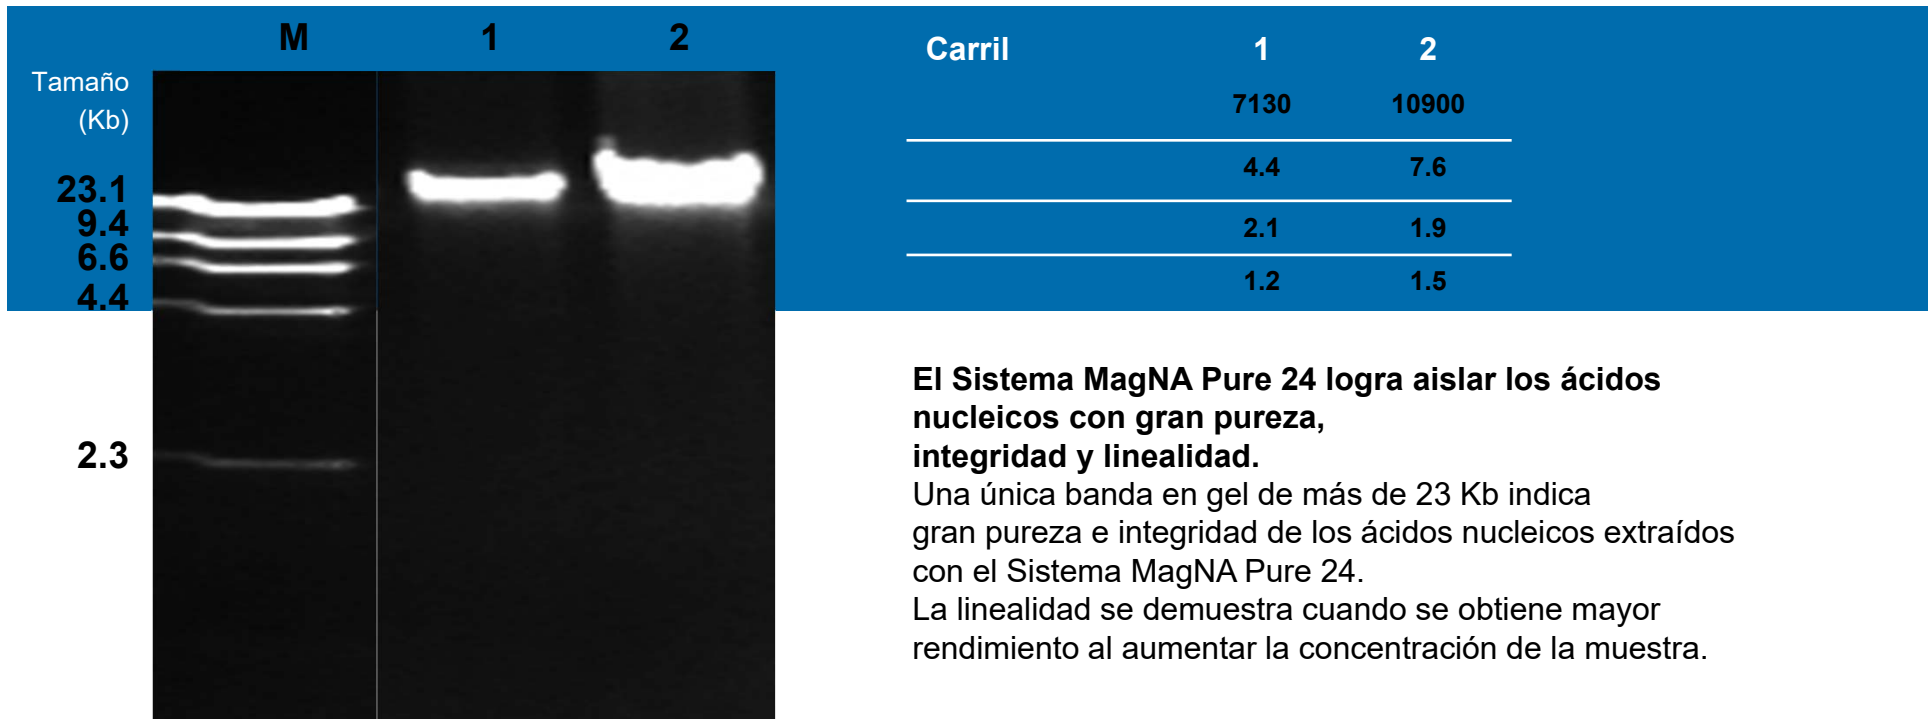 M 1 2
Tamaño
(Kb)
23.1
9.4
6.6
4.4
2.3
Carril 1 2
7130 10900
4.4 7.6
2.1 1.9
1.2 1.5
El Sistema MagNA Pure 24 logra aislar los ácidos
nucleicos con gran pureza,
integridad y linealidad.
Una única banda en gel de más de 23 Kb indica
gran pureza e integridad de los ácidos nucleicos extraídos
con el Sistema MagNA Pure 24.
La linealidad se demuestra cuando se obtiene mayor
rendimiento al aumentar la concentración de la muestra.